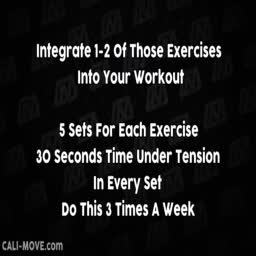 Integrate 1-2 Of Those Exercises
Into Your Workout
5 Sets For Each Exercise
30 Seconds Time Under Tension
In Every Set
Do This 3 Times A Week
CALI-MOVE.com